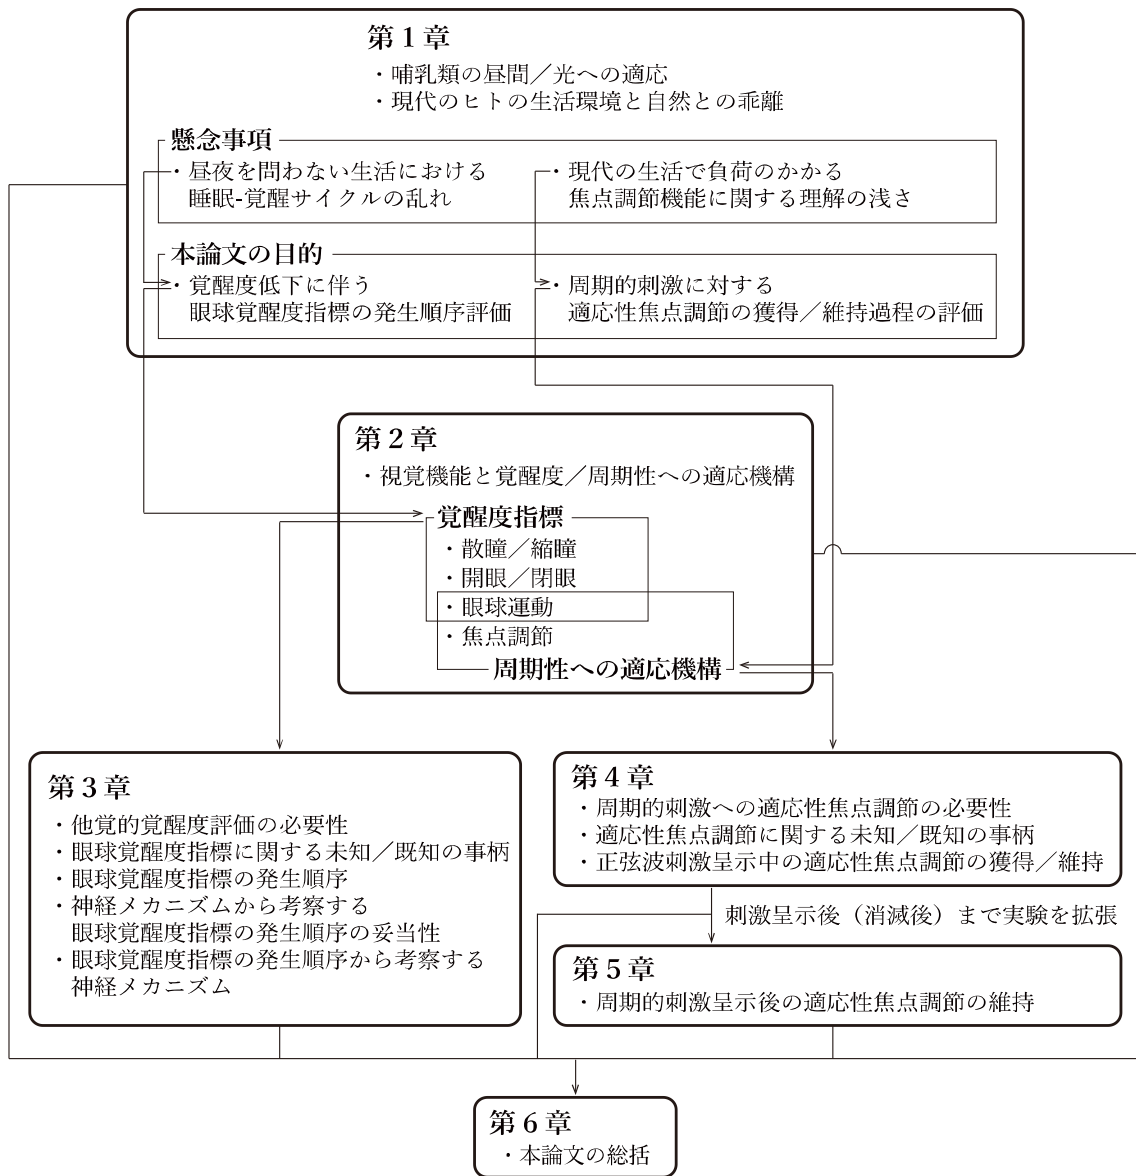 第1章
・哺乳類の昼間／光への適応
・現代のヒトの生活環境と自然との乖離
懸念事項
・昼夜を問わない生活における
睡眠-覚醒サイクルの乱れ
・現代の生活で負荷のかかる
焦点調節機能に関する理解の浅さ
本論文の目的
・覚醒度低下に伴う
眼球覚醒度指標の発生順序評価
・周期的刺激に対する
適応性焦点調節の獲得／維持過程の評価
第2章
・視覚機能と覚醒度／周期性への適応機構
覚醒度指標
・散瞳／縮瞳
・開眼／閉眼
・眼球運動
・焦点調節
周期性への適応機構
第3章
・他覚的覚醒度評価の必要性
・眼球覚醒度指標に関する未知／既知の事柄
・眼球覚醒度指標の発生順序
・神経メカニズムから考察する
眼球覚醒度指標の発生順序の妥当性
・眼球覚醒度指標の発生順序から考察する
神経メカニズム
第4章
・周期的刺激への適応性焦点調節の必要性
・適応性焦点調節に関する未知／既知の事柄
・正弦波刺激呈示中の適応性焦点調節の獲得／維持
刺激呈示後（消滅後）まで実験を拡張
第5章
・周期的刺激呈示後の適応性焦点調節の維持
第6章
・本論文の総括